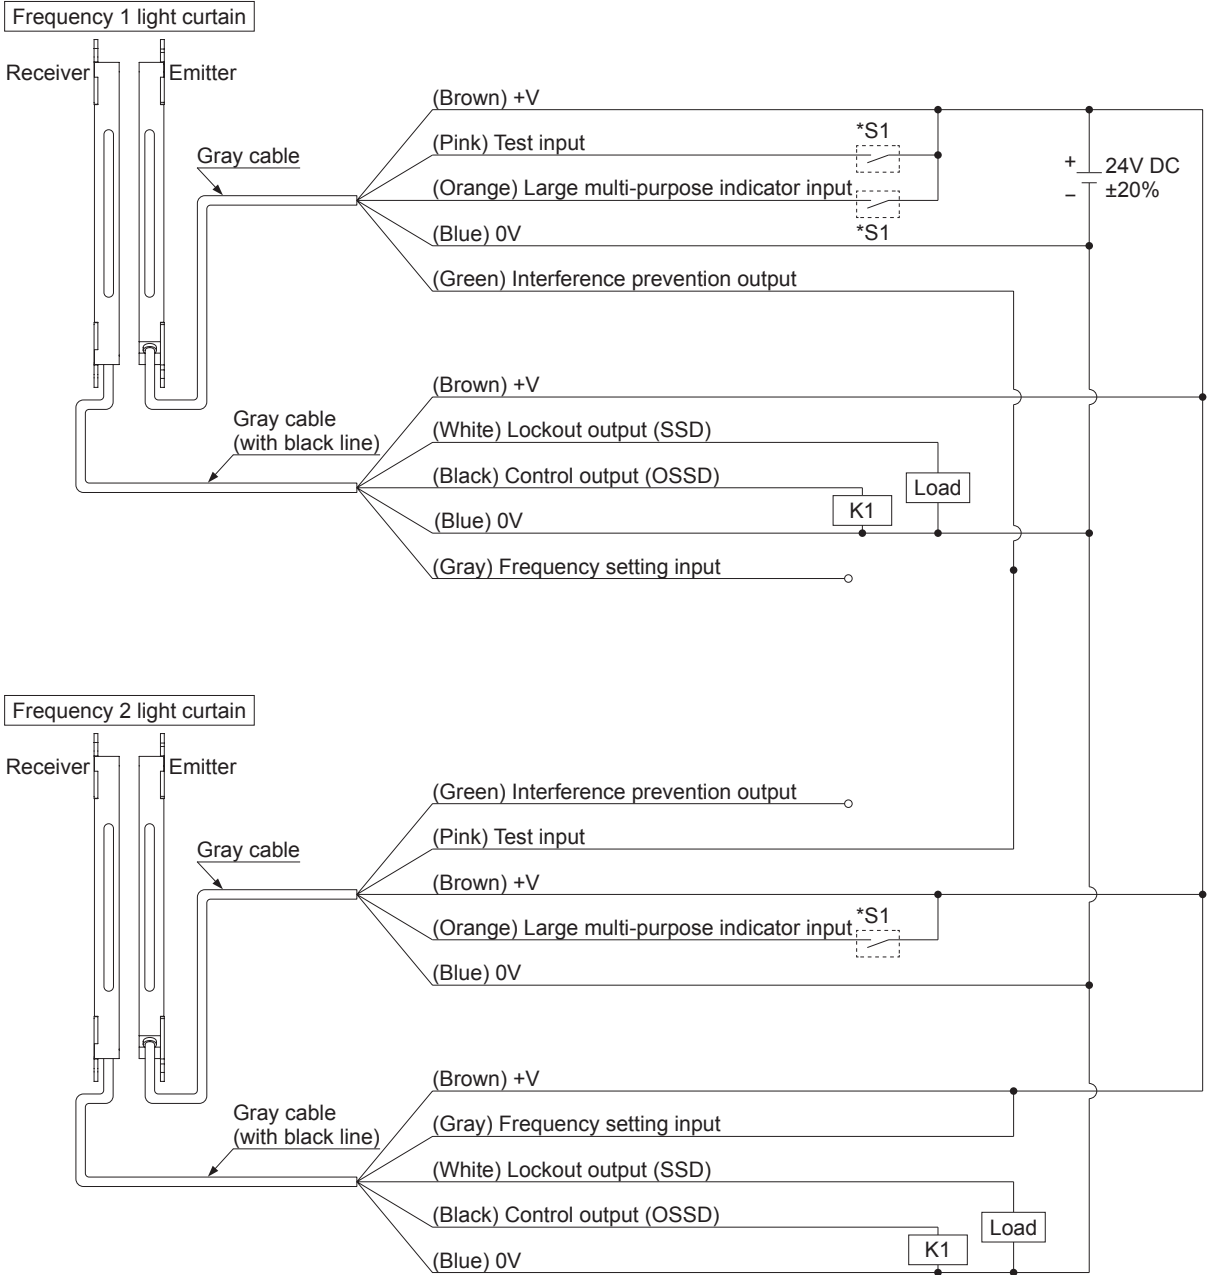 Frequency 1 light curtain
Receiver
Emitter
Gray cable
(Brown) +V
(Pink) Test input
*S1
(Orange) Large multi-purpose indicator input
*S1
(Blue) 0V
(Green) Interference prevention output
+
−
24V DC
±20%
Gray cable
(with black line)
(Brown) +V
(White) Lockout output (SSD)
(Black) Control output (OSSD)
Load
K1
(Blue) 0V
(Gray) Frequency setting input
Frequency 2 light curtain
Receiver
Emitter
Gray cable
(Green) Interference prevention output
(Pink) Test input
(Brown) +V
*S1
(Orange) Large multi-purpose indicator input
(Blue) 0V
Gray cable
(with black line)
(Brown) +V
(Gray) Frequency setting input
(White) Lockout output (SSD)
(Black) Control output (OSSD)
Load
K1
(Blue) 0V